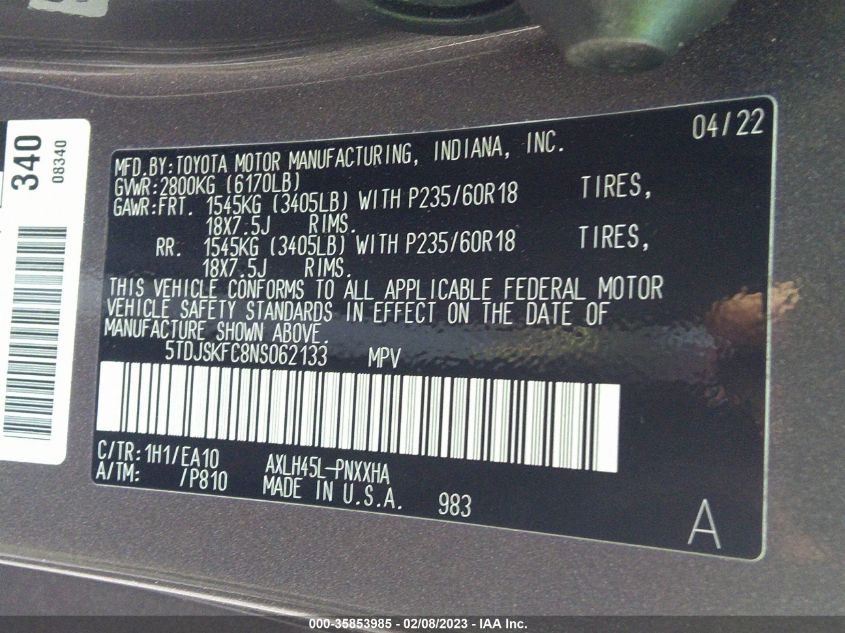 340
08340
04/22
MFD.BY:TOYOTA MOTOR MANUFACTURING, INDIANA, INC.
GVWR:2800KG (6170LB)
GAWR:FRT. 1545KG (3405LB) WITH P235/60R18 TIRES,
18X7.5J RIMS.
RR. 1545KG (3405LB) WITH P235/60R18 TIRES,
18X7.5J RIMS.
THIS VEHICLE CONFORMS TO ALL APPLICABLE FEDERAL MOTOR
VEHICLE SAFETY STANDARDS IN EFFECT ON THE DATE OF
MANUFACTURE SHOWN ABOVE.
5TDJSKFC8NS062133 MPV
C/TR:1H1/EA10 AXLH45L-PNXXHA
A/TM: /P810 MADE IN U.S.A. 983
A
000-35853985 - 02/08/2023 - IAA Inc.